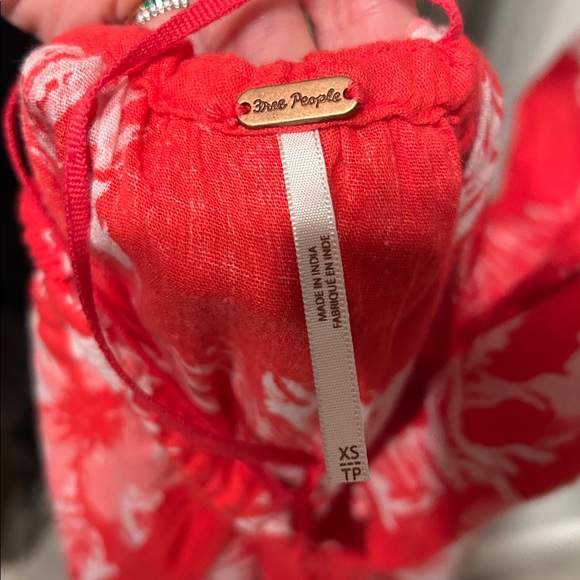 Free People
MADE IN INDIA
FABRIQUÉ EN INDE
XS
TP